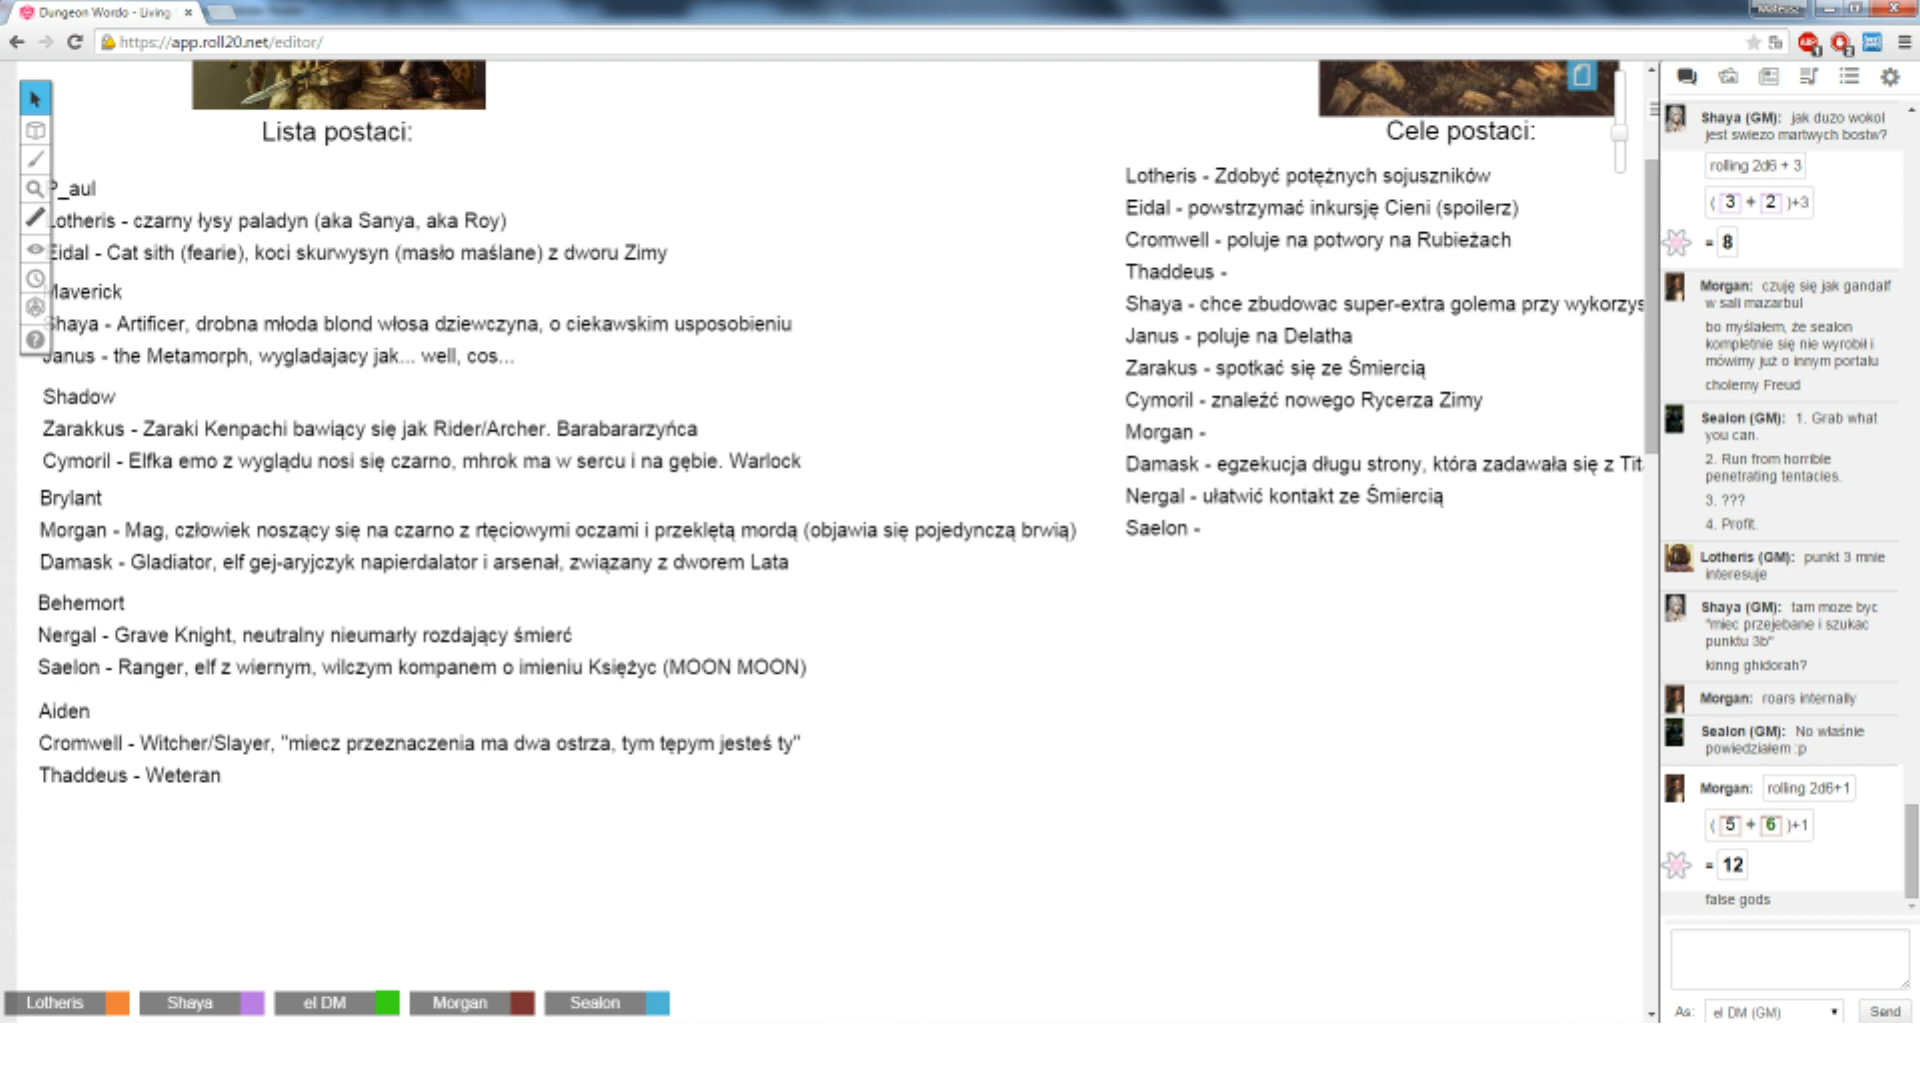 Dungeon Wordo - Living
Mateusz
https://app.roll20.net/editor/
Lista postaci:
P_aul
Lotheris - czarny łysy paladyn (aka Sanya, aka Roy)
Eidal - Cat sith (fearie), koci skurwysyn (masło maślane) z dworu Zimy
Maverick
Shaya - Artificer, drobna młoda blond włosa dziewczyna, o ciekawskim usposobieniu
Janus - the Metamorph, wygladajacy jak... well, cos...
Shadow
Zarakkus - Zaraki Kenpachi bawiący się jak Rider/Archer. Barabararzyńca
Cymoril - Elfka emo z wyglądu nosi się czarno, mhrok ma w sercu i na gębie. Warlock
Brylant
Morgan - Mag, człowiek noszący się na czarno z rtęciowymi oczami i przeklętą mordą (objawia się pojedynczą brwią)
Damask - Gladiator, elf gej-aryjczyk napierdalator i arsenał, związany z dworem Lata
Behemort
Nergal - Grave Knight, neutralny nieumarły rozdający śmierć
Saelon - Ranger, elf z wiernym, wilczym kompanem o imieniu Księżyc (MOON MOON)
Aiden
Cromwell - Witcher/Slayer, "miecz przeznaczenia ma dwa ostrza, tym tępym jesteś ty"
Thaddeus - Weteran
Cele postaci:
Lotheris - Zdobyć potężnych sojuszników
Eidal - powstrzymać inkursję Cieni (spoilerz)
Cromwell - poluje na potwory na Rubieżach
Thaddeus -
Shaya - chce zbudowac super-extra golema przy wykorzys
Janus - poluje na Delatha
Zarakus - spotkać się ze Śmiercią
Cymoril - znaleźć nowego Rycerza Zimy
Morgan -
Damask - egzekucja długu strony, która zadawała się z Tit
Nergal - ułatwić kontakt ze Śmiercią
Saelon -
Shaya (GM): jak duzo wokol
jest swiezo martwych bostw?
rolling 2d6 + 3
(3 + 2)+3
= 8
Morgan: czuję się jak gandalf
w sali mazarbul
bo myślałem, że sealon
kompletnie się nie wyrobił i
mówimy już o innym portalu
cholerny Freud
Sealon (GM): 1. Grab what
you can.
2. Run from horrible
penetrating tentacles.
3. ???
4. Profit.
Lotheris (GM): punkt 3 mnie
interesuje
Shaya (GM): tam moze byc
"miec przejebane i szukac
punktu 3b"
kinng ghidorah?
Morgan: roars internally
Sealon (GM): No właśnie
powiedziałem :p
Morgan: rolling 2d6+1
(5 + 6)+1
= 12
false gods
As: el DM (GM)
Send
Lotheris
Shaya
el DM
Morgan
Sealon